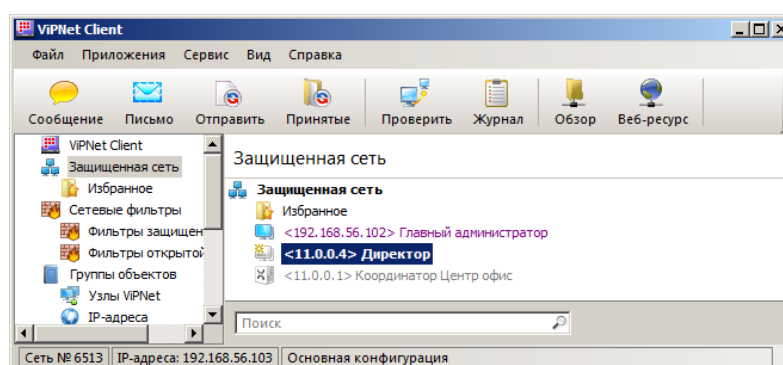 ViPNet Client
Файл Приложения Сервис Вид Справка
Сообщение Письмо Отправить Принятые Проверить Журнал Обзор Веб-ресурс
ViPNet Client
Защищенная сеть
Избранное
Сетевые фильтры
Фильтры защищен
Фильтры открытой
Группы объектов
Узлы ViPNet
IP-адреса
Защищенная сеть
Защищенная сеть
Избранное
<192.168.56.102> Главный администратор
<11.0.0.4> Директор
<11.0.0.1> Координатор Центр офис
Поиск
Сеть № 6513 IP-адреса: 192.168.56.103 Основная конфигурация